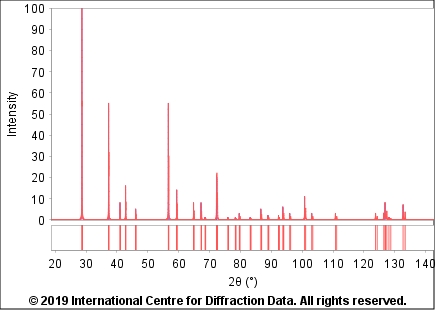 100
90
80
70
60
50
40
30
20
10
0
Intensity
20 30 40 50 60 70 80 90 100 110 120 130 140
2θ (°)
© 2019 International Centre for Diffraction Data. All rights reserved.